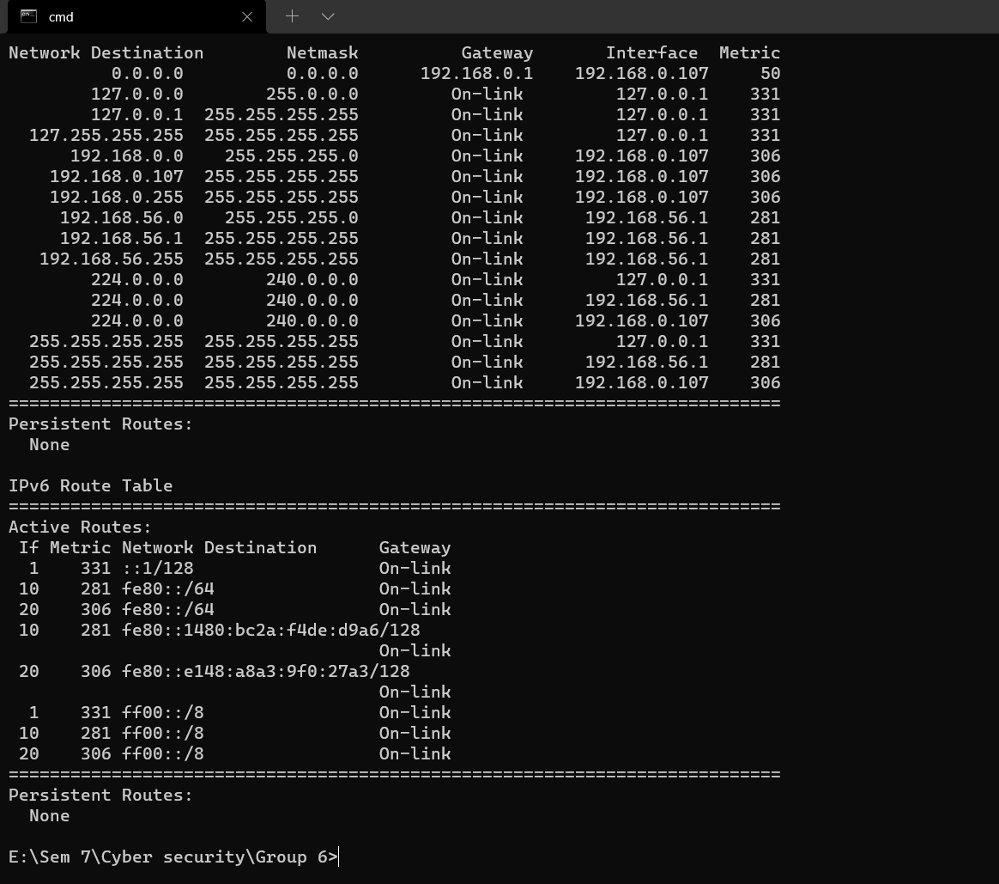 cmd
Network Destination        Netmask          Gateway       Interface  Metric
          0.0.0.0          0.0.0.0      192.168.0.1    192.168.0.107     50
        127.0.0.0        255.0.0.0         On-link         127.0.0.1    331
        127.0.0.1  255.255.255.255         On-link         127.0.0.1    331
  127.255.255.255  255.255.255.255         On-link         127.0.0.1    331
      192.168.0.0    255.255.255.0         On-link     192.168.0.107    306
    192.168.0.107  255.255.255.255         On-link     192.168.0.107    306
    192.168.0.255  255.255.255.255         On-link     192.168.0.107    306
     192.168.56.0    255.255.255.0         On-link      192.168.56.1    281
     192.168.56.1  255.255.255.255         On-link      192.168.56.1    281
   192.168.56.255  255.255.255.255         On-link      192.168.56.1    281
        224.0.0.0        240.0.0.0         On-link         127.0.0.1    331
        224.0.0.0        240.0.0.0         On-link      192.168.56.1    281
        224.0.0.0        240.0.0.0         On-link     192.168.0.107    306
  255.255.255.255  255.255.255.255         On-link         127.0.0.1    331
  255.255.255.255  255.255.255.255         On-link      192.168.56.1    281
  255.255.255.255  255.255.255.255         On-link     192.168.0.107    306
===========================================================================
Persistent Routes:
  None
IPv6 Route Table
===========================================================================
Active Routes:
 If Metric Network Destination      Gateway
  1    331 ::1/128                  On-link
 10    281 fe80::/64                On-link
 20    306 fe80::/64                On-link
 10    281 fe80::1480:bc2a:f4de:d9a6/128
                                    On-link
 20    306 fe80::e148:a8a3:9f0:27a3/128
                                    On-link
  1    331 ff00::/8                 On-link
 10    281 ff00::/8                 On-link
 20    306 ff00::/8                 On-link
===========================================================================
Persistent Routes:
  None
E:\Sem 7\Cyber security\Group 6>